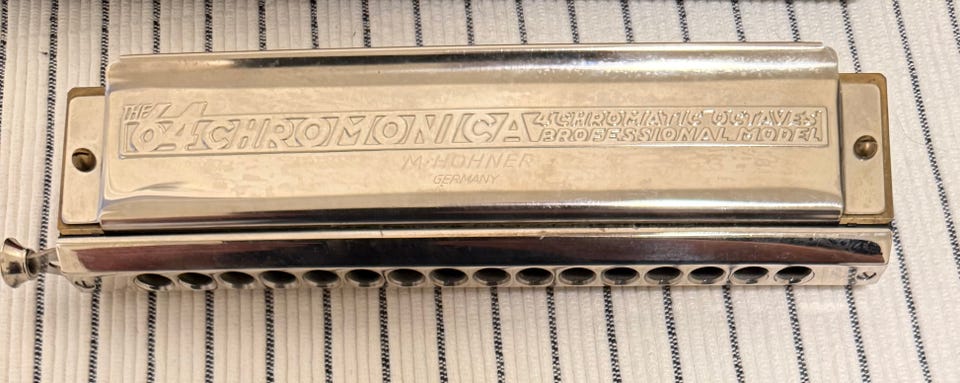 THE 64 CHROMONICA
4 CHROMATIC OCTAVES
PROFESSIONAL MODEL
M. HOHNER
GERMANY